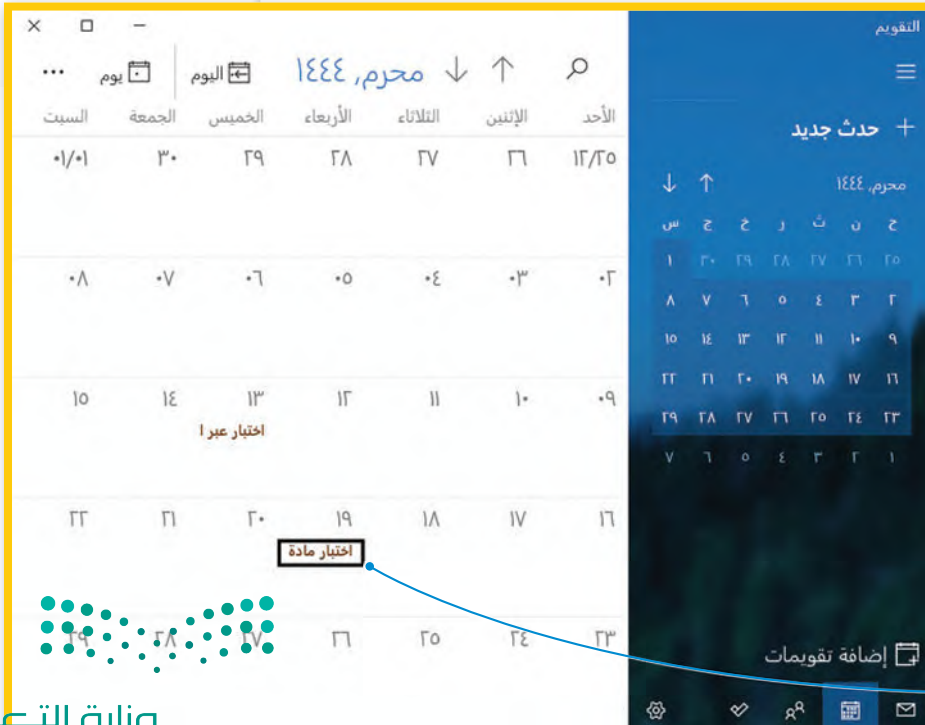 التقويم
+ حدث جديد
محرم, ١٤٤٤
ح ن ث ر خ ج س
٢٥ ٢٦ ٢٧ ٢٨ ٢٩ ٣٠ ١
٢ ٣ ٤ ٥ ٦ ٧ ٨
٩ ١٠ ١١ ١٢ ١٣ ١٤ ١٥
١٦ ١٧ ١٨ ١٩ ٢٠ ٢١ ٢٢
٢٣ ٢٤ ٢٥ ٢٦ ٢٧ ٢٨ ٢٩
١ ٢ ٣ ٤ ٥ ٦ ٧
إضافة تقويمات
محرم, ١٤٤٤ اليوم يوم ...
الأحد الإثنين الثلاثاء الأربعاء الخميس الجمعة السبت
١٢/٢٥ ٢٦ ٢٧ ٢٨ ٢٩ ٣٠ ٠١/٠١
٠٢ ٠٣ ٠٤ ٠٥ ٠٦ ٠٧ ٠٨
٠٩ ١٠ ١١ ١٢ ١٣ ١٤ ١٥
اختبار عبر ا
١٦ ١٧ ١٨ ١٩ ٢٠ ٢١ ٢٢
اختبار مادة
٢٣ ٢٤ ٢٥ ٢٦ ٢٧ ٢٨ ٢٩